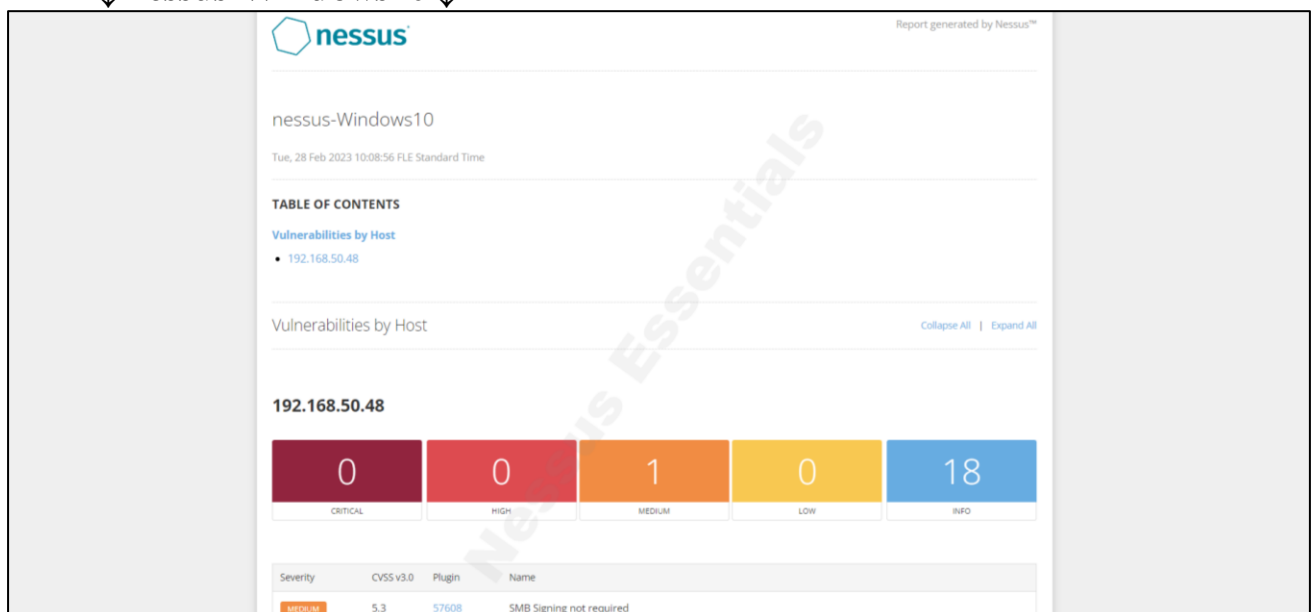 nessus
Report generated by Nessus™
nessus-Windows10
Tue, 28 Feb 2023 10:08:56 FLE Standard Time
TABLE OF CONTENTS
Vulnerabilities by Host
• 192.168.50.48
Vulnerabilities by Host
Collapse All | Expand All
192.168.50.48
0 0 1 0 18
CRITICAL HIGH MEDIUM LOW INFO
Severity CVSS v3.0 Plugin Name
MEDIUM 5.3 57608 SMB Signing not required
Nessus Essentials